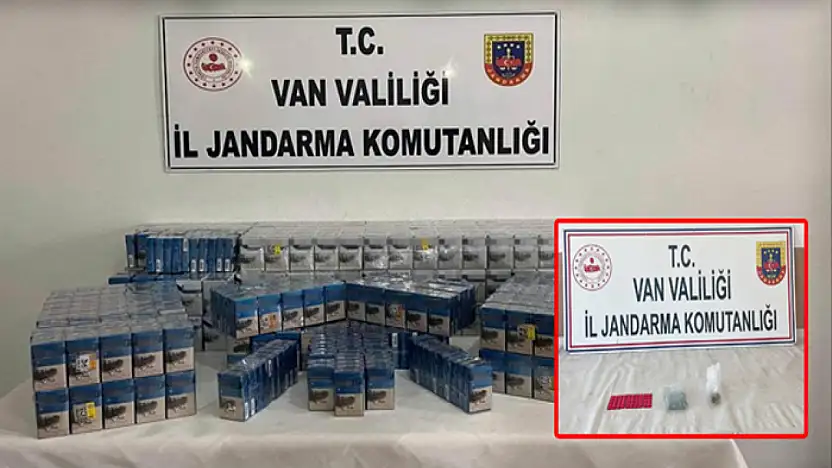 T.C.
VAN VALİLİĞİ
İL JANDARMA KOMUTANLIĞI
T.C.
VAN VALİLİĞİ
İL JANDARMA KOMUTANLIĞI